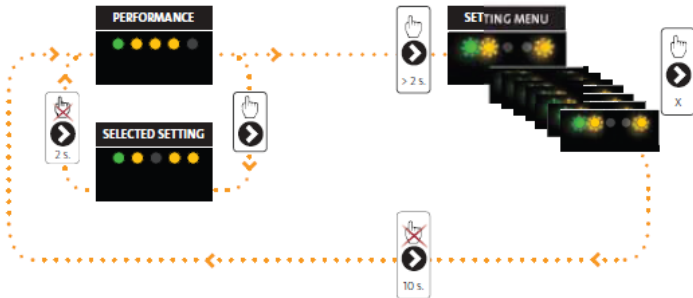 PERFORMANCE
SETTING MENU
> 2 s.
X
2 s.
SELECTED SETTING
10 s.